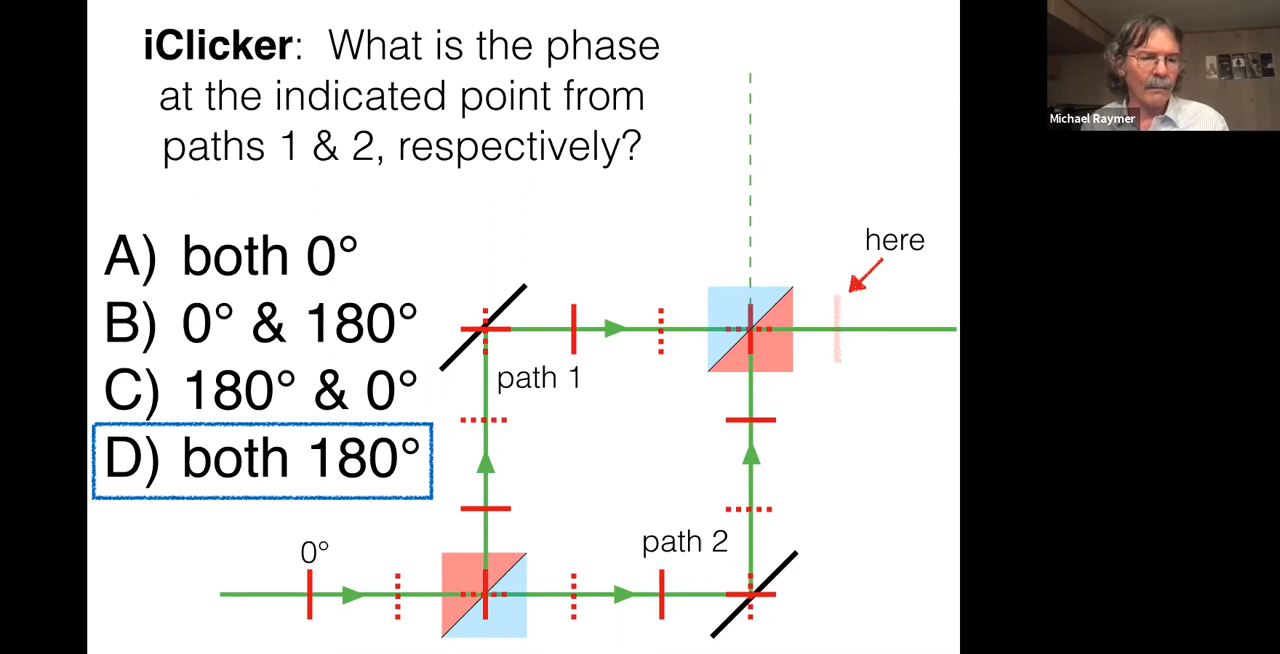 iClicker: What is the phase
at the indicated point from
paths 1 & 2, respectively?
Michael Raymer
A) both 0°
B) 0° & 180°
C) 180° & 0°
D) both 180°
here
path 1
path 2
0°